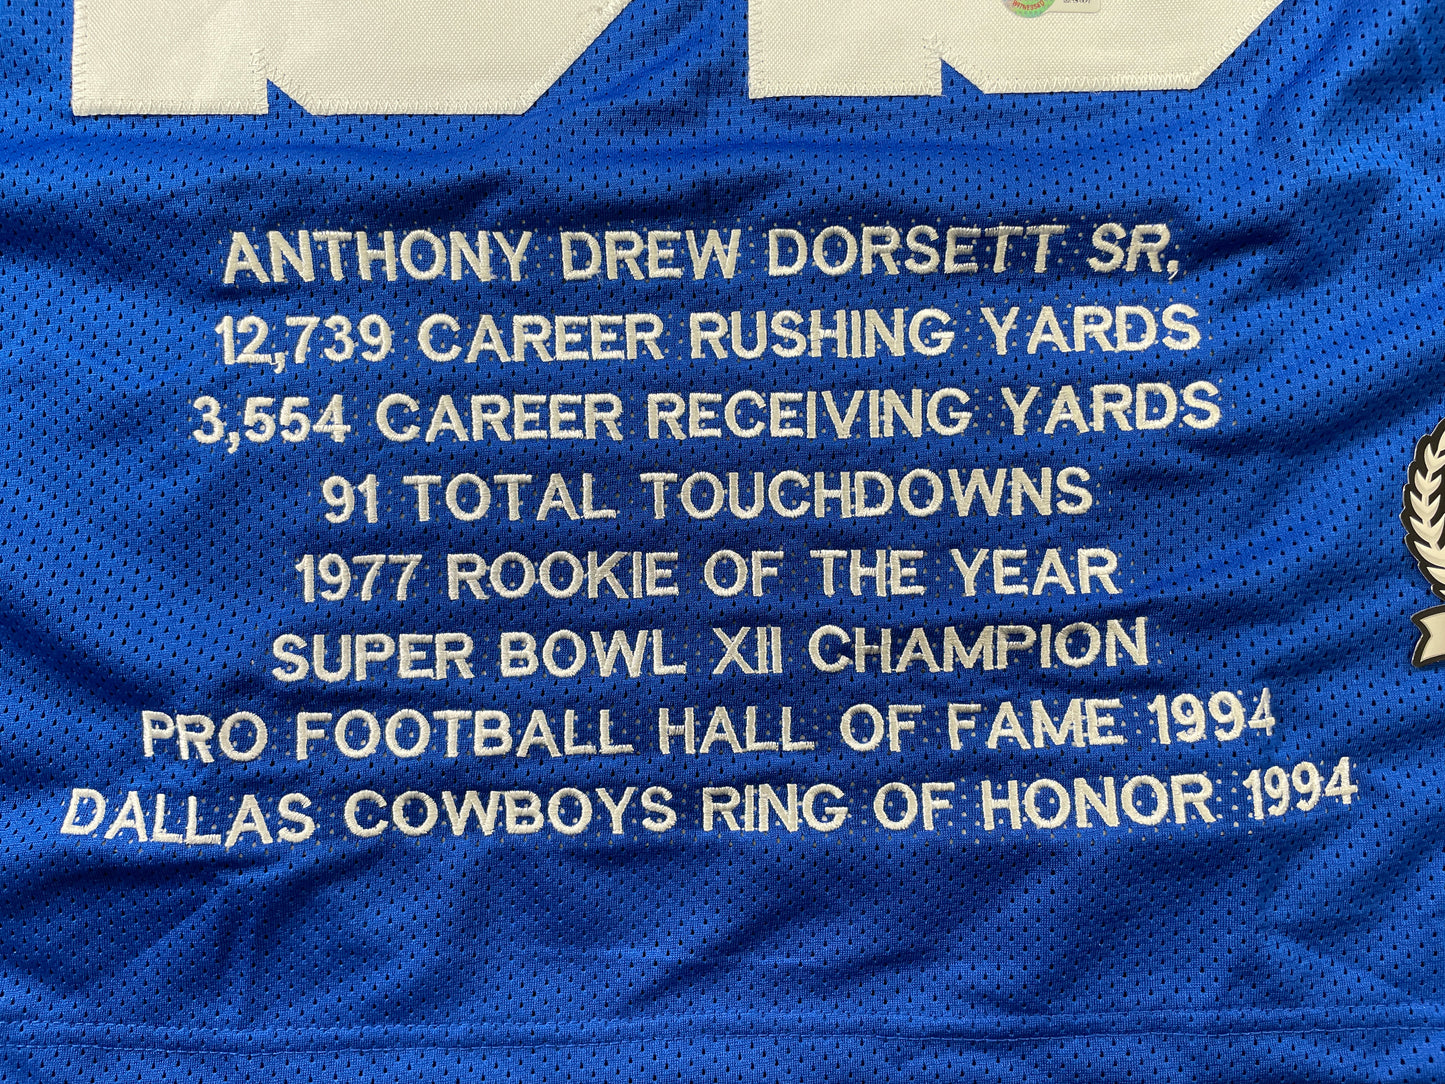 ANTHONY DREW DORSETT SR,
12,739 CAREER RUSHING YARDS
3,554 CAREER RECEIVING YARDS
91 TOTAL TOUCHDOWNS
1977 ROOKIE OF THE YEAR
SUPER BOWL XII CHAMPION
PRO FOOTBALL HALL OF FAME 1994
DALLAS COWBOYS RING OF HONOR 1994